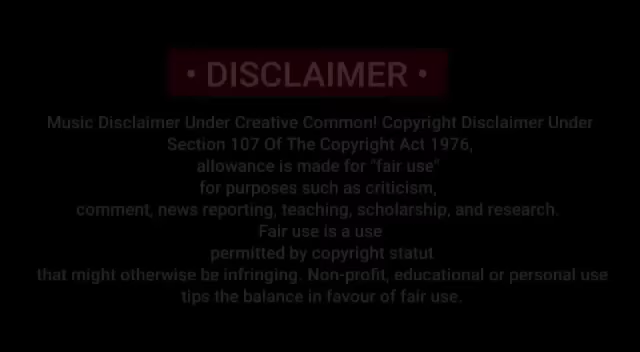 • DISCLAIMER •
Music Disclaimer Under Creative Common! Copyright Disclaimer Under
Section 107 Of The Copyright Act 1976,
allowance is made for "fair use"
for purposes such as criticism,
comment, news reporting, teaching, scholarship, and research.
Fair use is a use
permitted by copyright statut
that might otherwise be infringing. Non-profit, educational or personal use
tips the balance in favour of fair use.